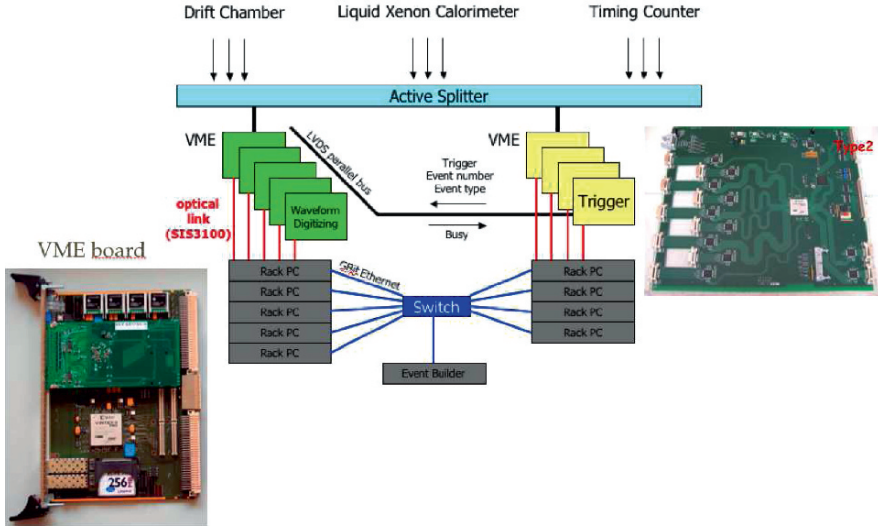 Drift Chamber
Liquid Xenon Calorimeter
Timing Counter
Active Splitter
VME
LVDS parallel bus
VME
Trigger
Event number
Event type
Busy
Waveform
Digitizing
Trigger
Type2
optical
link
(SIS3100)
VME board
GBit Ethernet
Rack PC
Rack PC
Rack PC
Rack PC
Rack PC
Switch
Rack PC
Rack PC
Rack PC
Rack PC
Event Builder
256